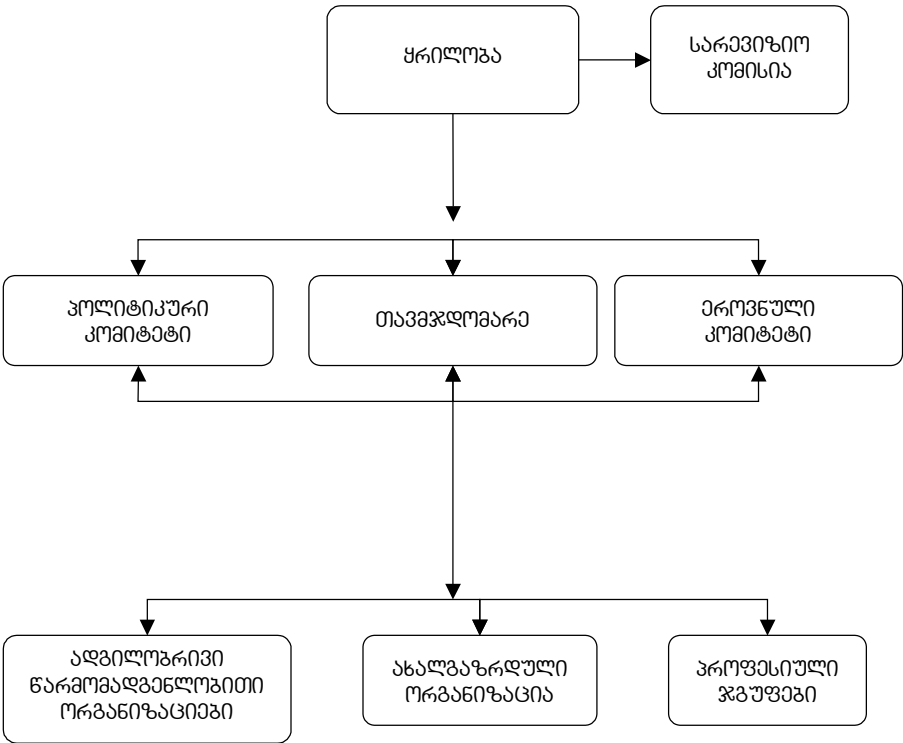 ყრილობა
სარევიზიო
კომისია
პოლიტიკური
კომიტეტი
თავმჯდომარე
ეროვნული
კომიტეტი
ადგილობრივი
წარმომადგენლობითი
ორგანიზაციები
ახალგაზრდული
ორგანიზაცია
პროფესიული
ჯგუფები